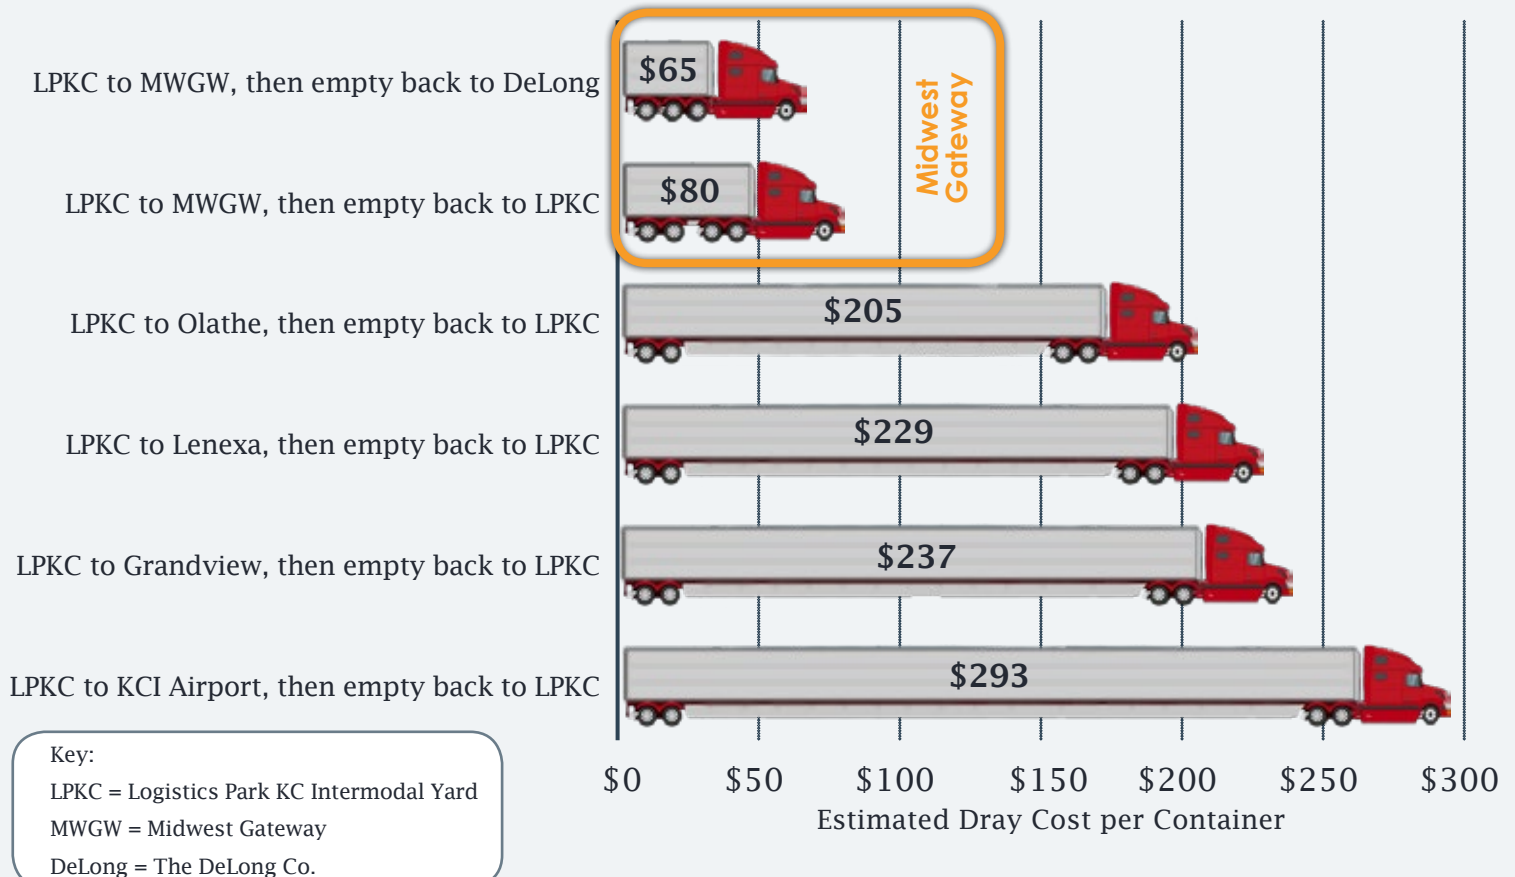 LPKC to MWGW, then empty back to DeLong
$65
LPKC to MWGW, then empty back to LPKC
$80
Midwest
Gateway
LPKC to Olathe, then empty back to LPKC
$205
LPKC to Lenexa, then empty back to LPKC
$229
LPKC to Grandview, then empty back to LPKC
$237
LPKC to KCI Airport, then empty back to LPKC
$293
$0 $50 $100 $150 $200 $250 $300
Estimated Dray Cost per Container
Key:
LPKC = Logistics Park KC Intermodal Yard
MWGW = Midwest Gateway
DeLong = The DeLong Co.